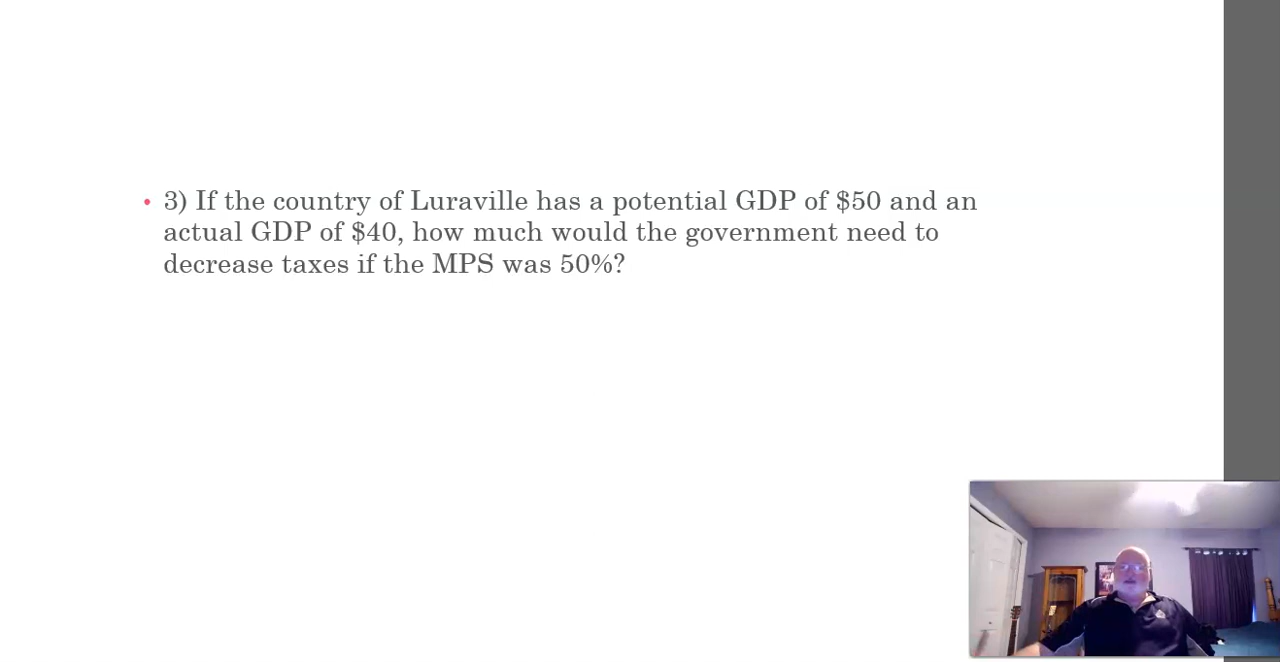 • 3) If the country of Luraville has a potential GDP of $50 and an
actual GDP of $40, how much would the government need to
decrease taxes if the MPS was 50%?